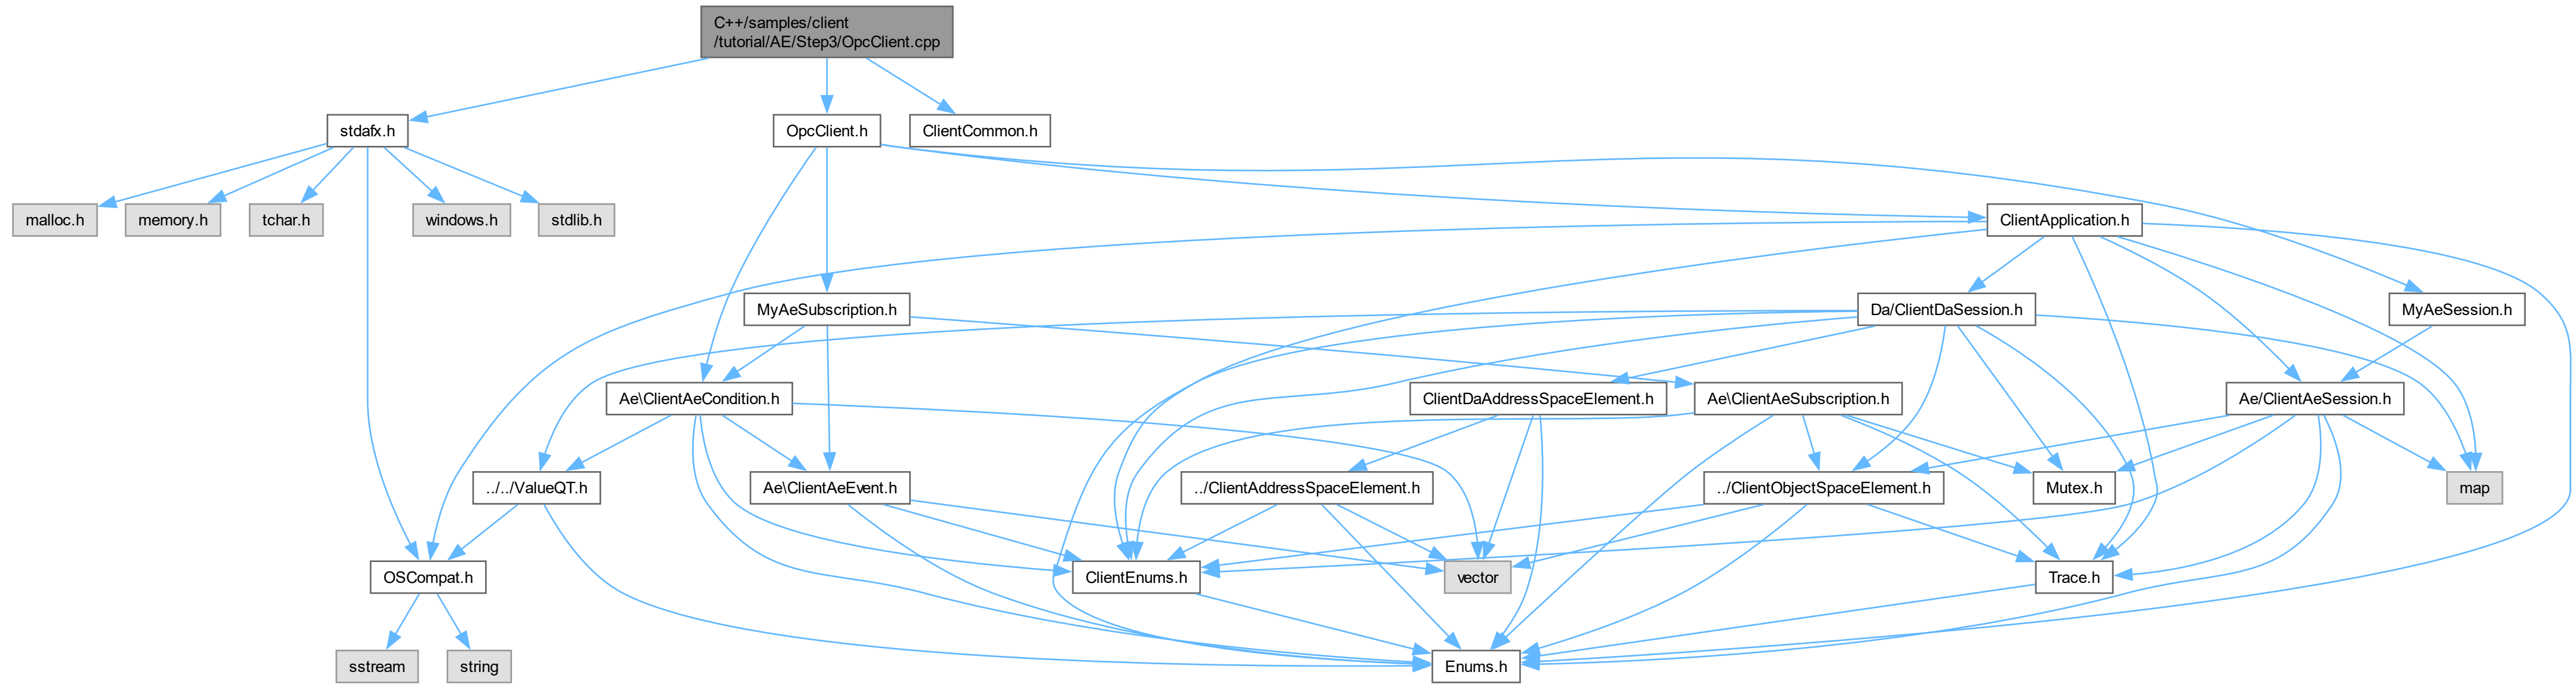 C++/samples/client
/tutorial/AE/Step3/OpcClient.cpp
stdafx.h
OpcClient.h
ClientCommon.h
malloc.h
memory.h
tchar.h
windows.h
stdlib.h
ClientApplication.h
MyAeSubscription.h
Da/ClientDaSession.h
MyAeSession.h
Ae\ClientAeCondition.h
ClientDaAddressSpaceElement.h
Ae\ClientAeSubscription.h
Ae/ClientAeSession.h
../../ValueQT.h
Ae\ClientAeEvent.h
../ClientAddressSpaceElement.h
../ClientObjectSpaceElement.h
Mutex.h
map
OSCompat.h
ClientEnums.h
vector
Trace.h
sstream
string
Enums.h